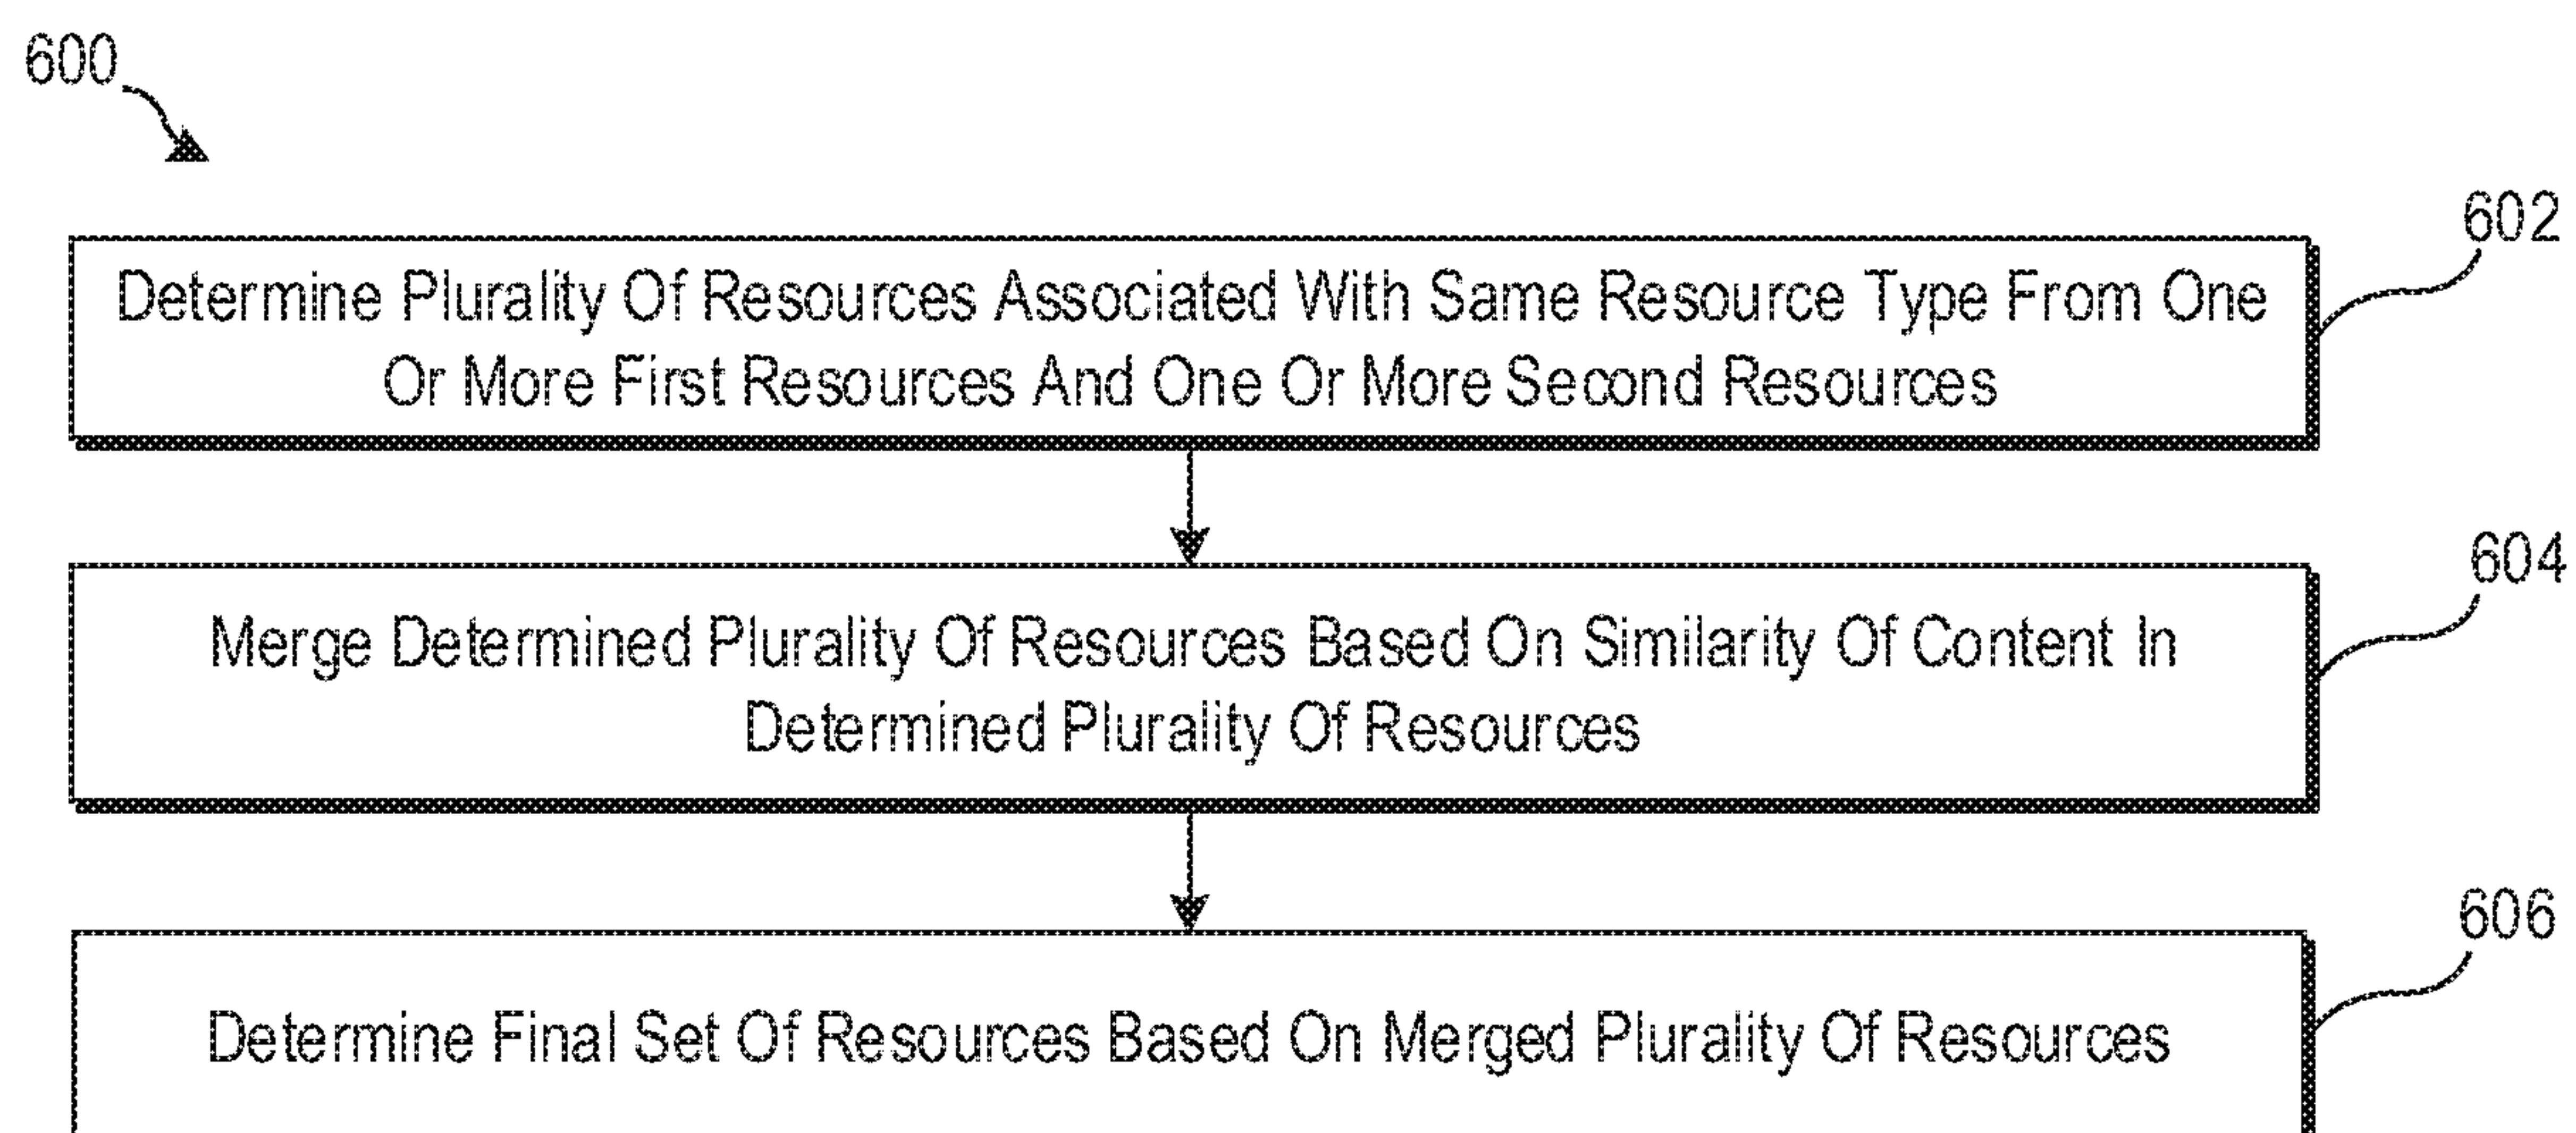 600
602
Determine Plurality Of Resources Associated With Same Resource Type From One
Or More First Resources And One Or More Second Resources
604
Merge Determined Plurality Of Resources Based On Similarity Of Content In
Determined Plurality Of Resources
606
Determine Final Set Of Resources Based On Merged Plurality Of Resources